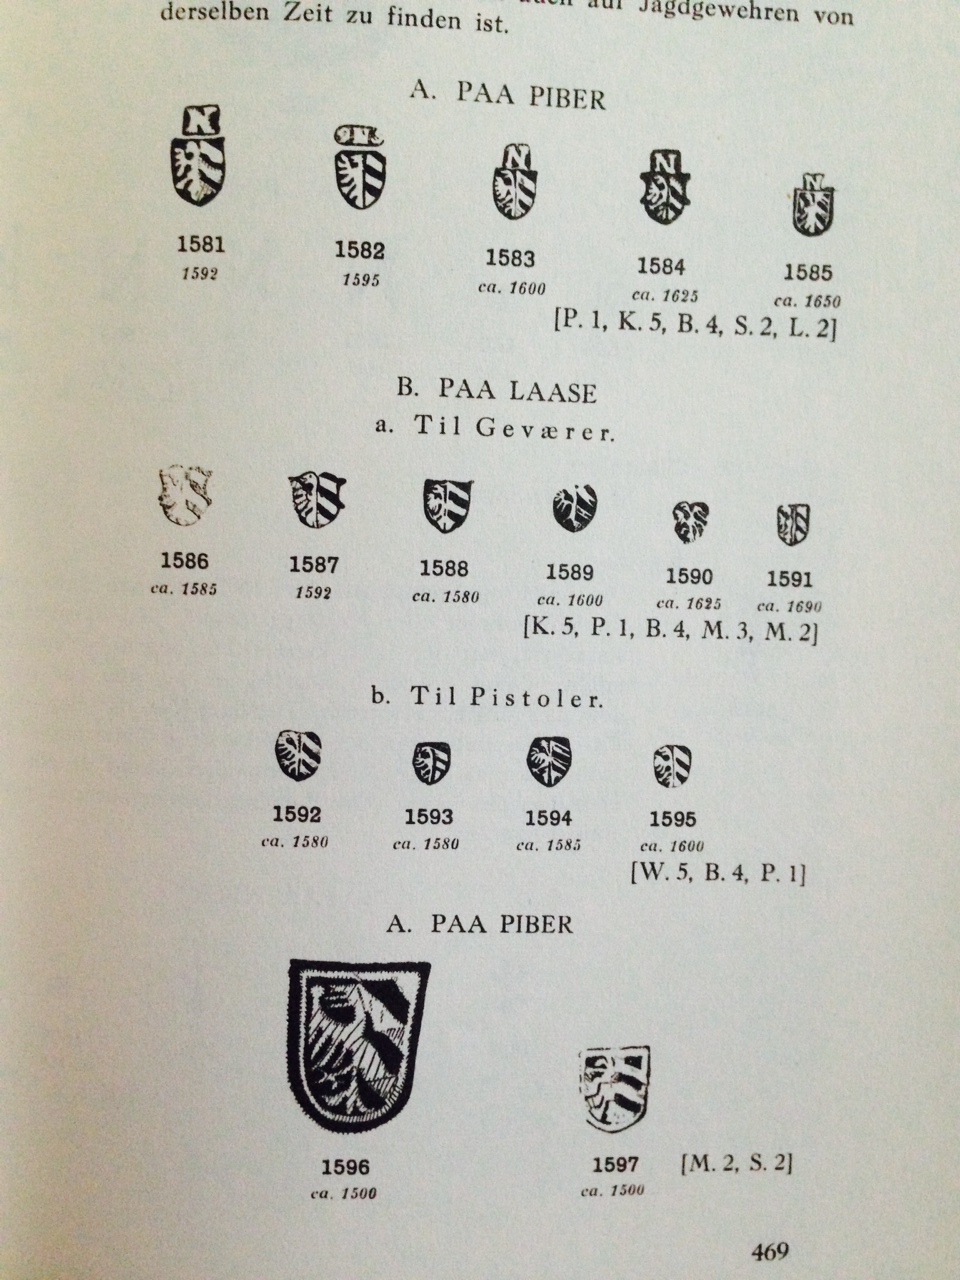 auch auf Jagdgewehren von
derselben Zeit zu finden ist.
A. PAA PIBER
N N N N
1581 1582 1583 1584 1585
1592 1595 ca. 1600 ca. 1625 ca. 1650
[P. 1, K. 5, B. 4, S. 2, L. 2]
B. PAA LAASE
a. Til Geværer.
1586 1587 1588 1589 1590 1591
ca. 1585 1592 ca. 1580 ca. 1600 ca. 1625 ca. 1690
[K. 5, P. 1, B. 4, M. 3, M. 2]
b. Til Pistoler.
1592 1593 1594 1595
ca. 1580 ca. 1580 ca. 1585 ca. 1600
[W. 5, B. 4, P. 1]
A. PAA PIBER
1596 1597 [M. 2, S. 2]
ca. 1500 ca. 1500
469